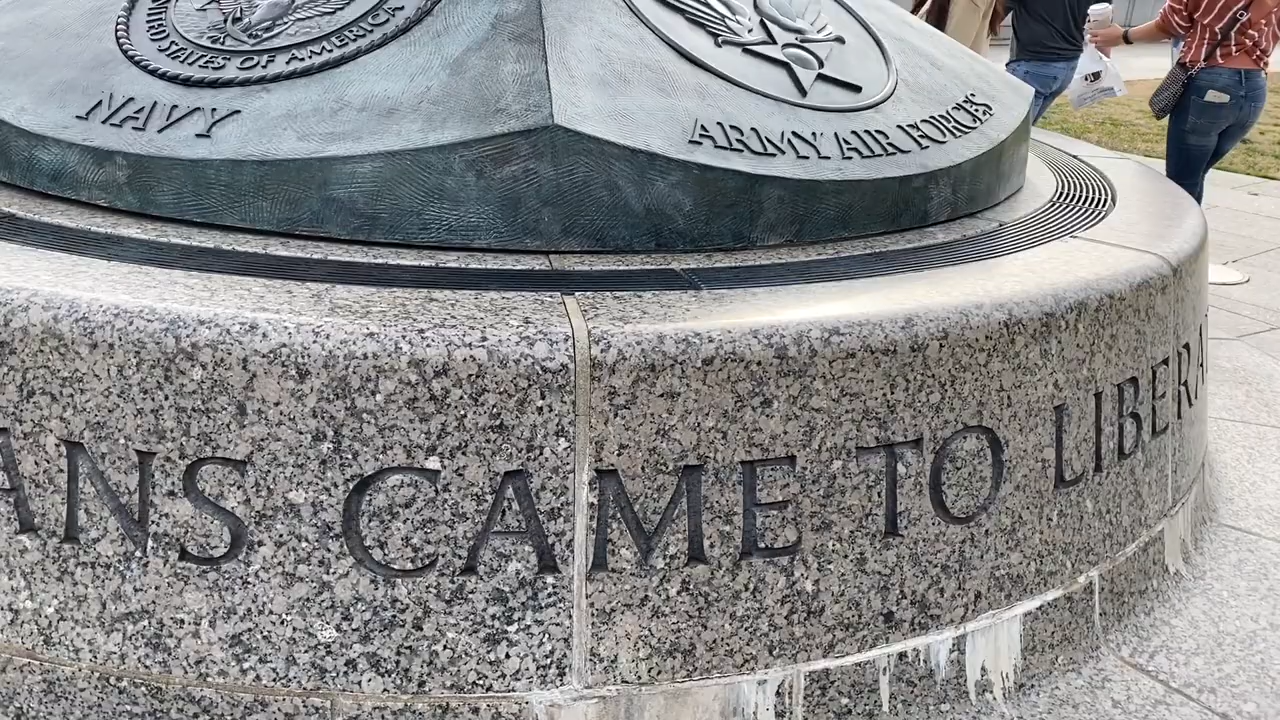 UNITED STATES OF AMERICA
NAVY
ARMY AIR FORCES
ANS CAME TO LIBERA